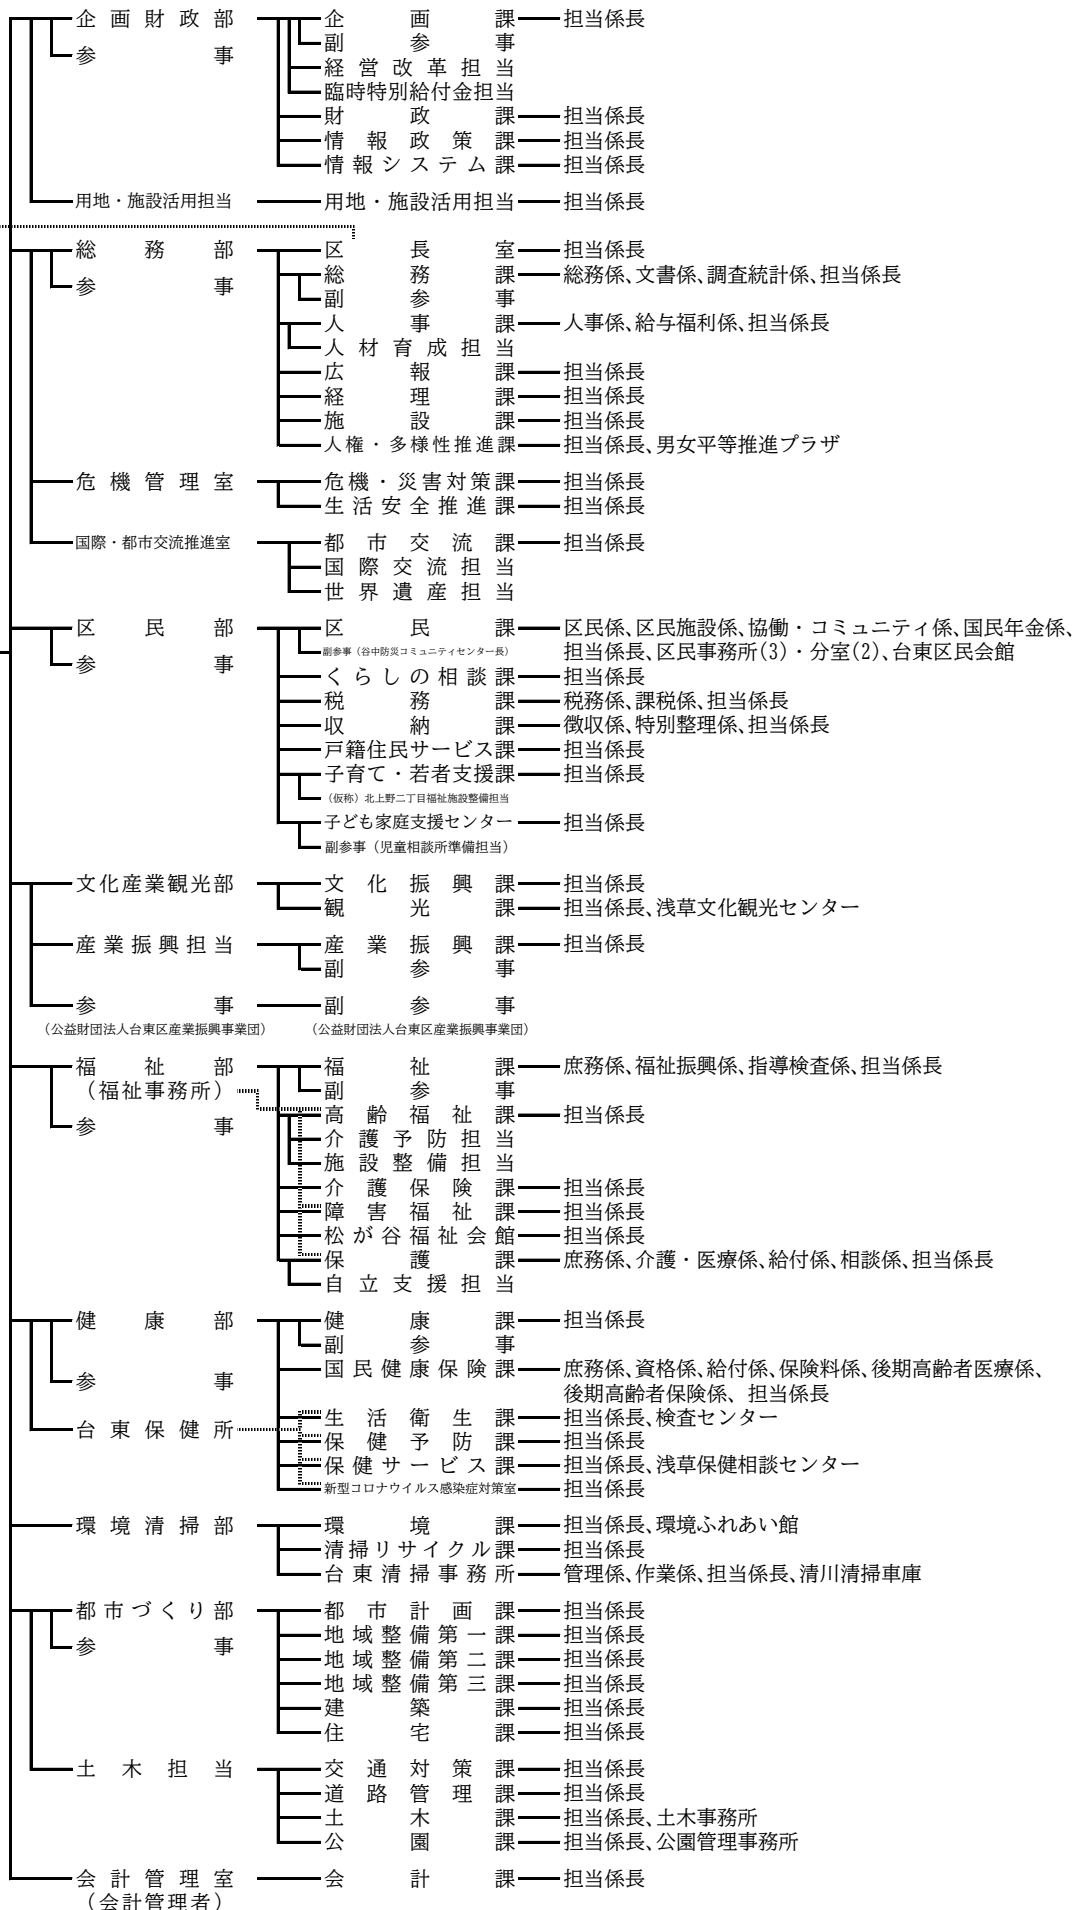 企画財政部 企画課 担当係長
副参事
参事
経営改革担当
臨時特別給付金担当
財政課 担当係長
情報政策課 担当係長
情報システム課 担当係長
用地・施設活用担当 用地・施設活用担当 担当係長
総務部 区長室 担当係長
総務課 総務係、文書係、調査統計係、担当係長
参事
副参事
人事課 人事係、給与福利係、担当係長
人材育成担当
広報課 担当係長
経理課 担当係長
施設課 担当係長
人権・多様性推進課 担当係長、男女平等推進プラザ
危機管理室 危機・災害対策課 担当係長
生活安全推進課 担当係長
国際・都市交流推進室 都市交流課 担当係長
国際交流担当
世界遺産担当
区民部 区民課 区民係、区民施設係、協働・コミュニティ係、国民年金係、
参事 副参事（谷中防災コミュニティセンター長） 担当係長、区民事務所(3)・分室(2)、台東区民会館
くらしの相談課 担当係長
税務課 税務係、課税係、担当係長
収納課 徴収係、特別整理係、担当係長
戸籍住民サービス課 担当係長
子育て・若者支援課 担当係長
（仮称）北上野二丁目福祉施設整備担当
子ども家庭支援センター 担当係長
副参事（児童相談所準備担当）
文化産業観光部 文化振興課 担当係長
観光課 担当係長、浅草文化観光センター
産業振興担当 産業振興課 担当係長
副参事
参事 副参事
（公益財団法人台東区産業振興事業団） （公益財団法人台東区産業振興事業団）
福祉部 福祉課 庶務係、福祉振興係、指導検査係、担当係長
（福祉事務所） 副参事
高齢福祉課 担当係長
参事
介護予防担当
施設整備担当
介護保険課 担当係長
障害福祉課 担当係長
松が谷福祉会館 担当係長
保護課 庶務係、介護・医療係、給付係、相談係、担当係長
自立支援担当
健康部 健康課 担当係長
副参事
国民健康保険課 庶務係、資格係、給付係、保険料係、後期高齢者医療係、
参事
後期高齢者保険係、担当係長
生活衛生課 担当係長、検査センター
台東保健所
保健予防課 担当係長
保健サービス課 担当係長、浅草保健相談センター
新型コロナウイルス感染症対策室 担当係長
環境清掃部 環境課 担当係長、環境ふれあい館
清掃リサイクル課 担当係長
台東清掃事務所 管理係、作業係、担当係長、清川清掃車庫
都市づくり部 都市計画課 担当係長
地域整備第一課 担当係長
参事
地域整備第二課 担当係長
地域整備第三課 担当係長
建築課 担当係長
住宅課 担当係長
土木担当 交通対策課 担当係長
道路管理課 担当係長
土木課 担当係長、土木事務所
公園課 担当係長、公園管理事務所
会計管理室 会計課 担当係長
（会計管理者）